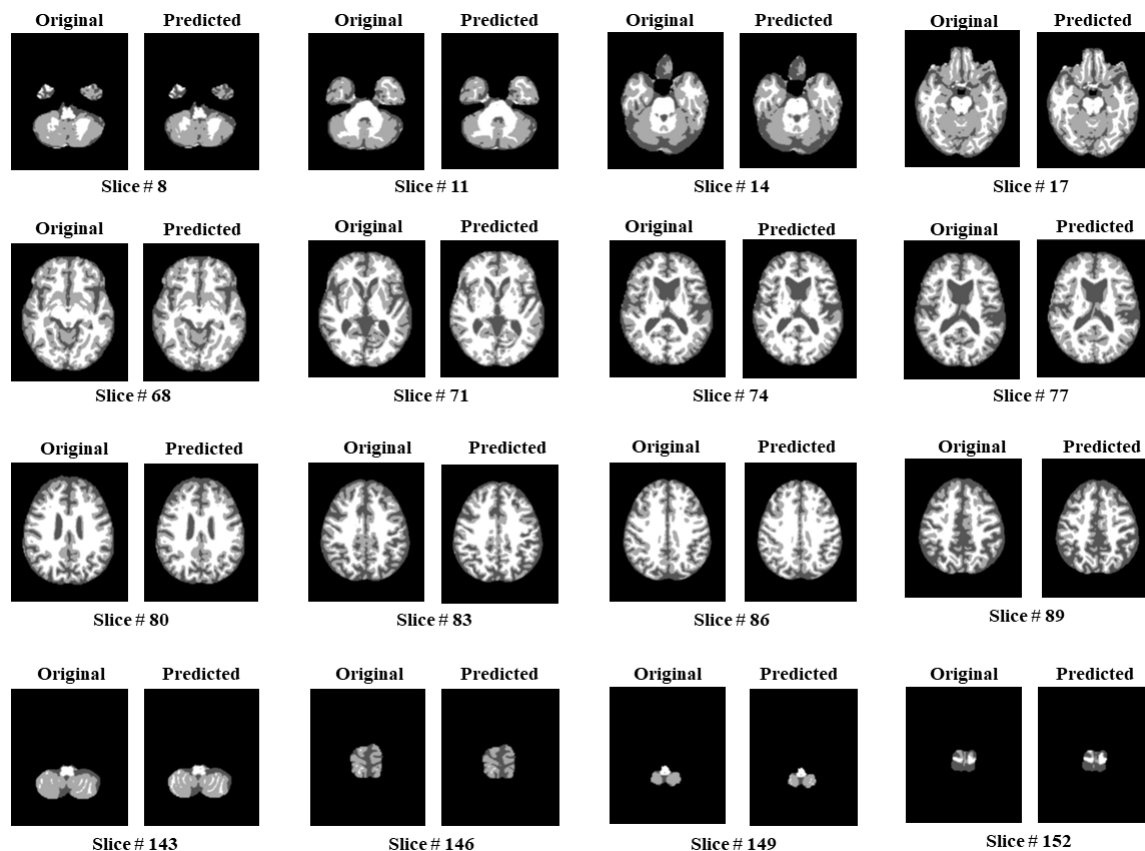 Original Predicted Original Predicted Original Predicted Original Predicted
Slice # 8 Slice # 11 Slice # 14 Slice # 17
Original Predicted Original Predicted Original Predicted Original Predicted
Slice # 68 Slice # 71 Slice # 74 Slice # 77
Original Predicted Original Predicted Original Predicted Original Predicted
Slice # 80 Slice # 83 Slice # 86 Slice # 89
Original Predicted Original Predicted Original Predicted Original Predicted
Slice # 143 Slice # 146 Slice # 149 Slice # 152